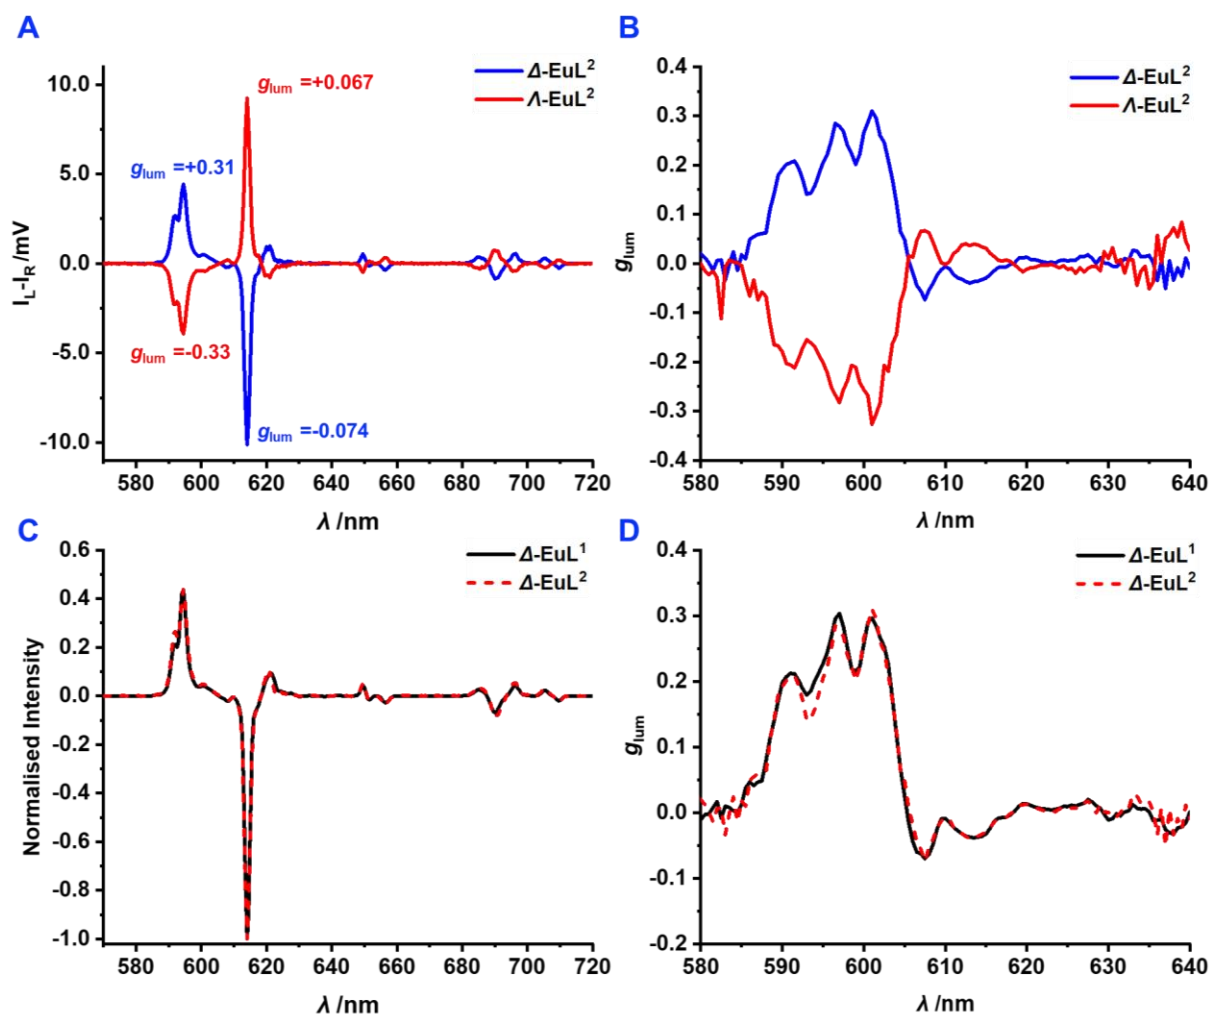 A
Δ-EuL²
Λ-EuL²
10.0
5.0
0.0
-5.0
-10.0
I_L-I_R /mV
g_lum =+0.067
g_lum =+0.31
g_lum =-0.33
g_lum =-0.074
580 600 620 640 660 680 700 720
λ /nm
B
Δ-EuL²
Λ-EuL²
0.4
0.3
0.2
0.1
0.0
-0.1
-0.2
-0.3
-0.4
g_lum
580 590 600 610 620 630 640
λ /nm
C
Δ-EuL¹
Δ-EuL²
0.6
0.4
0.2
0.0
-0.2
-0.4
-0.6
-0.8
-1.0
Normalised Intensity
580 600 620 640 660 680 700 720
λ /nm
D
Δ-EuL¹
Δ-EuL²
0.4
0.3
0.2
0.1
0.0
-0.1
-0.2
g_lum
580 590 600 610 620 630 640
λ /nm